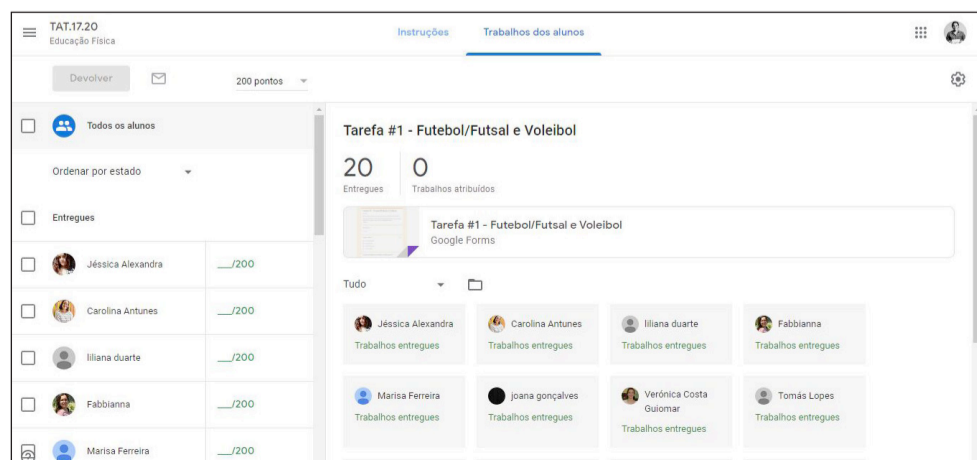 TAT.17.20
Educação Física
Instruções
Trabalhos dos alunos
Devolver
200 pontos
Todos os alunos
Ordenar por estado
Entregues
Jéssica Alexandra
__/200
Carolina Antunes
__/200
liliana duarte
__/200
Fabbianna
__/200
Marisa Ferreira
__/200
Tarefa #1 - Futebol/Futsal e Voleibol
20
0
Entregues
Trabalhos atribuídos
Tarefa #1 - Futebol/Futsal e Voleibol
Google Forms
Tudo
Jéssica Alexandra
Trabalhos entregues
Carolina Antunes
Trabalhos entregues
liliana duarte
Trabalhos entregues
Fabbianna
Trabalhos entregues
Marisa Ferreira
Trabalhos entregues
joana gonçalves
Trabalhos entregues
Verónica Costa
Guiomar
Trabalhos entregues
Tomás Lopes
Trabalhos entregues